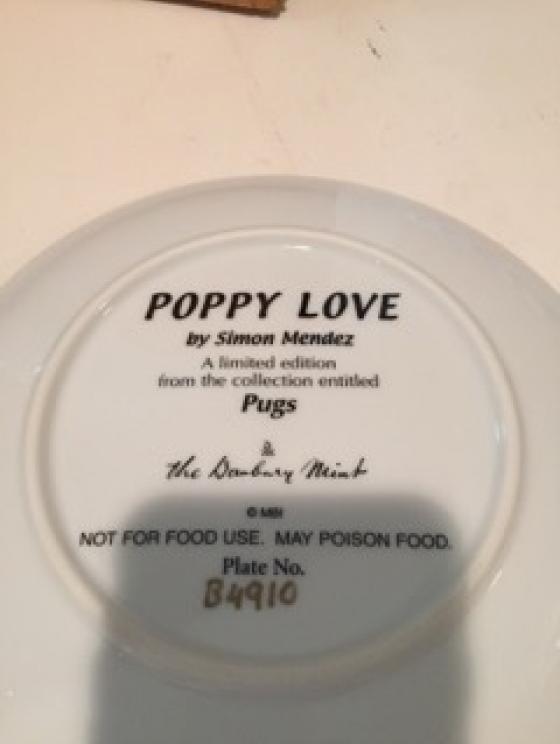 POPPY LOVE
by Simon Mendez
A limited edition
from the collection entitled
Pugs
the Danbury Mint
© MBI
NOT FOR FOOD USE. MAY POISON FOOD.
Plate No.
B4910